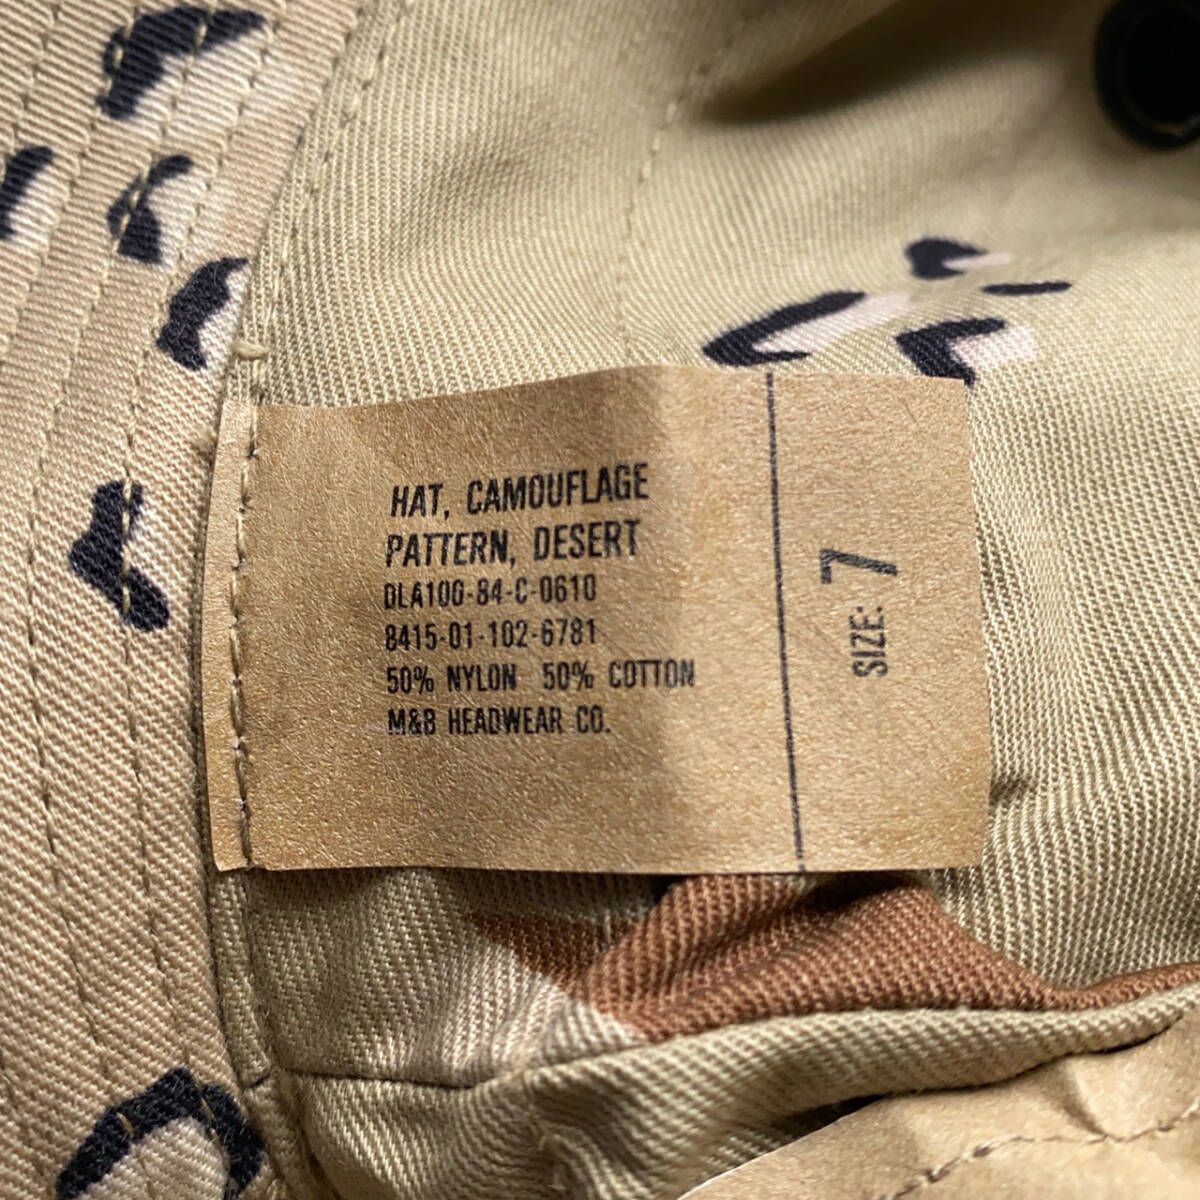 HAT, CAMOUFLAGE
PATTERN, DESERT
DLA100-84-C-0610
8415-01-102-6781
50% NYLON 50% COTTON
M&B HEADWEAR CO.
SIZE: 7